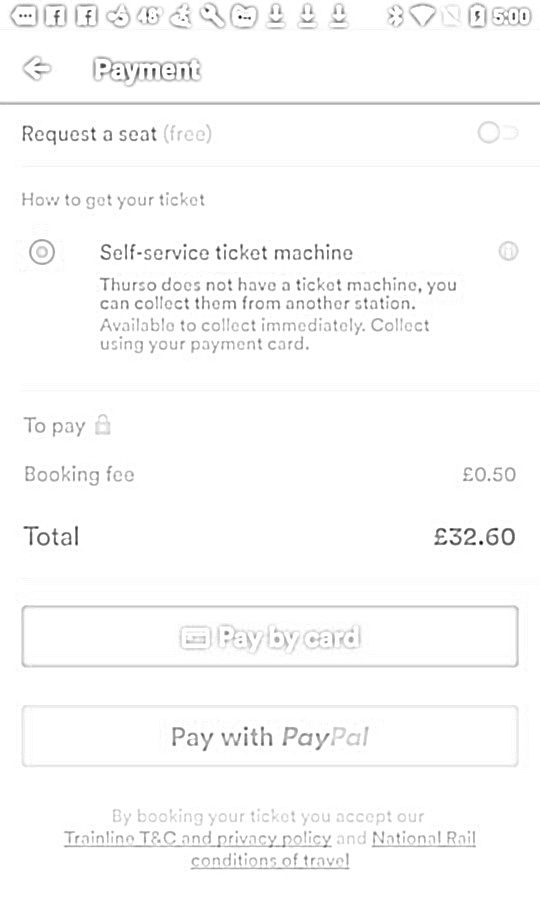 48° 5:00
Payment
Request a seat (free)
How to get your ticket
Self-service ticket machine
Thurso does not have a ticket machine, you
can collect them from another station.
Available to collect immediately. Collect
using your payment card.
To pay
Booking fee £0.50
Total £32.60
Pay by card
Pay with PayPal
By booking your ticket you accept our
Trainline T&C and privacy policy and National Rail
conditions of travel